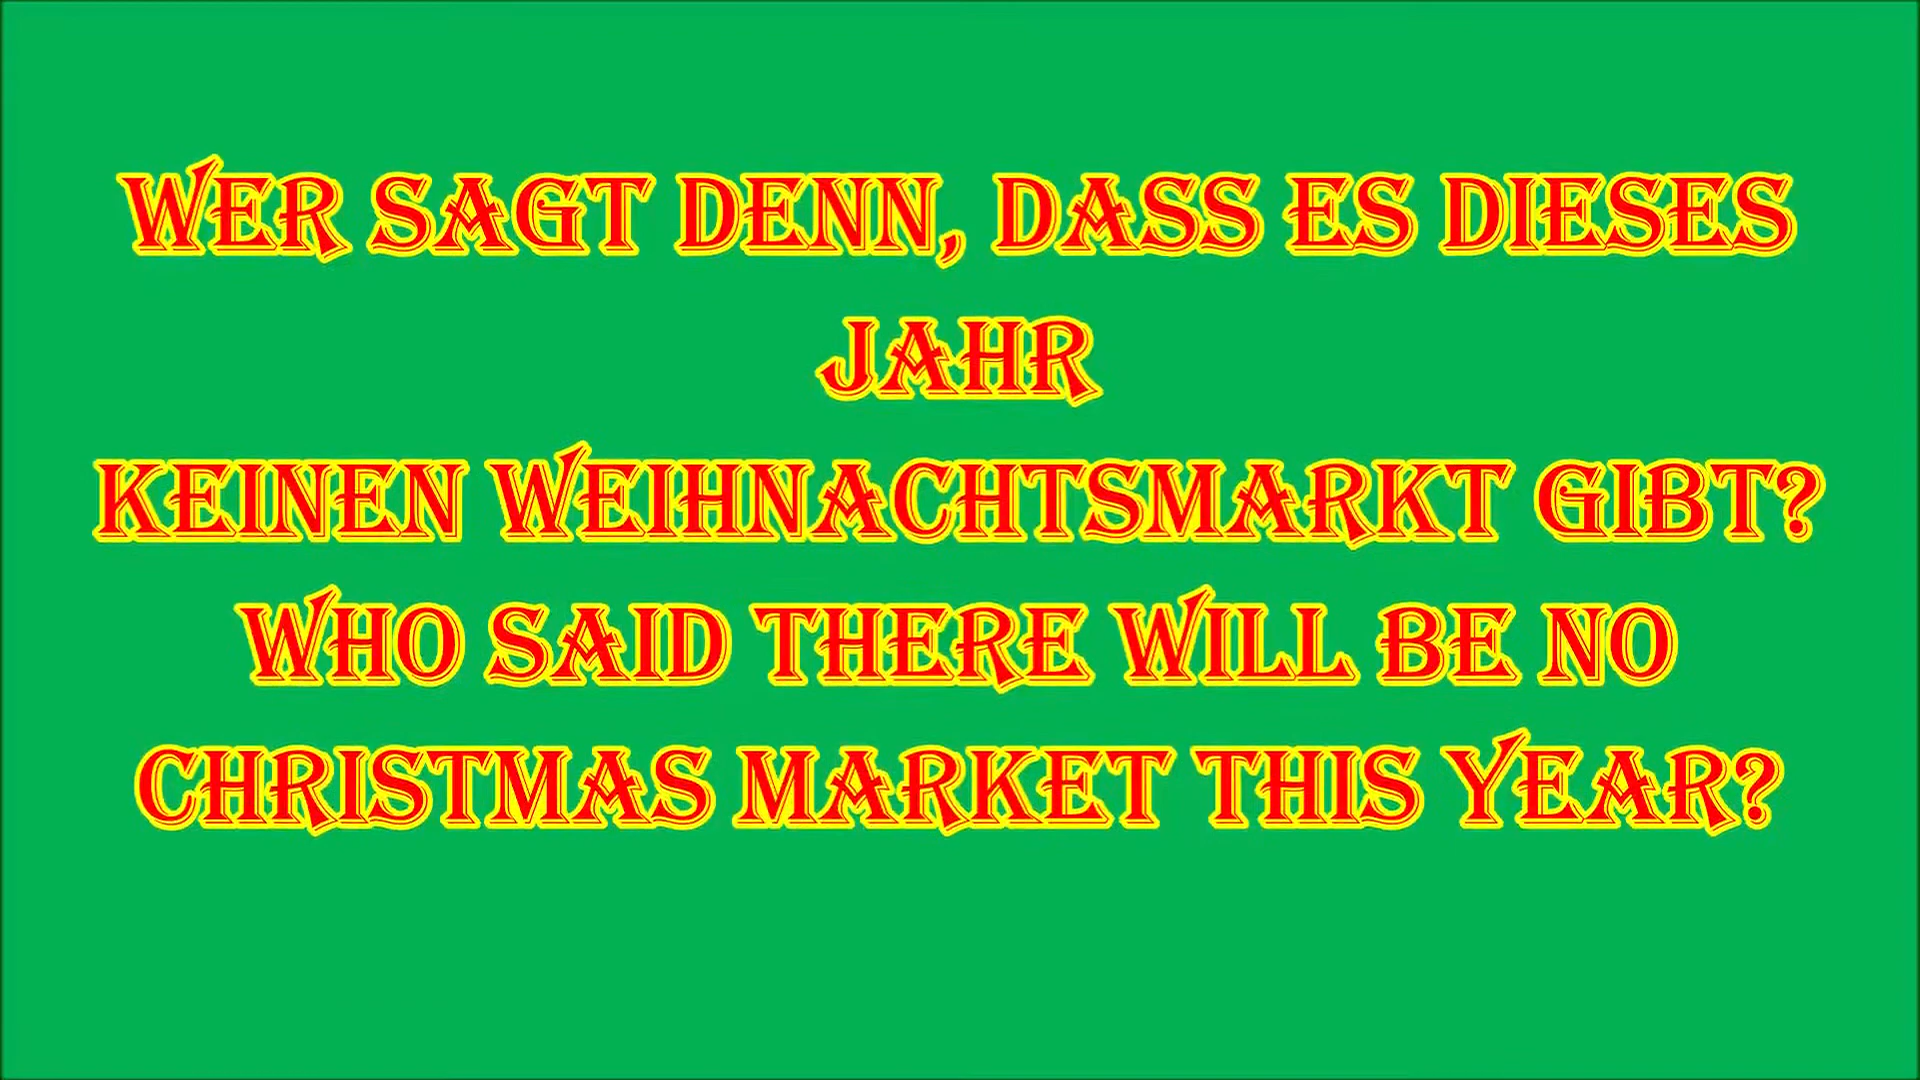 WER SAGT DENN, DASS ES DIESES
JAHR
KEINEN WEIHNACHTSMARKT GIBT?
WHO SAID THERE WILL BE NO
CHRISTMAS MARKET THIS YEAR?